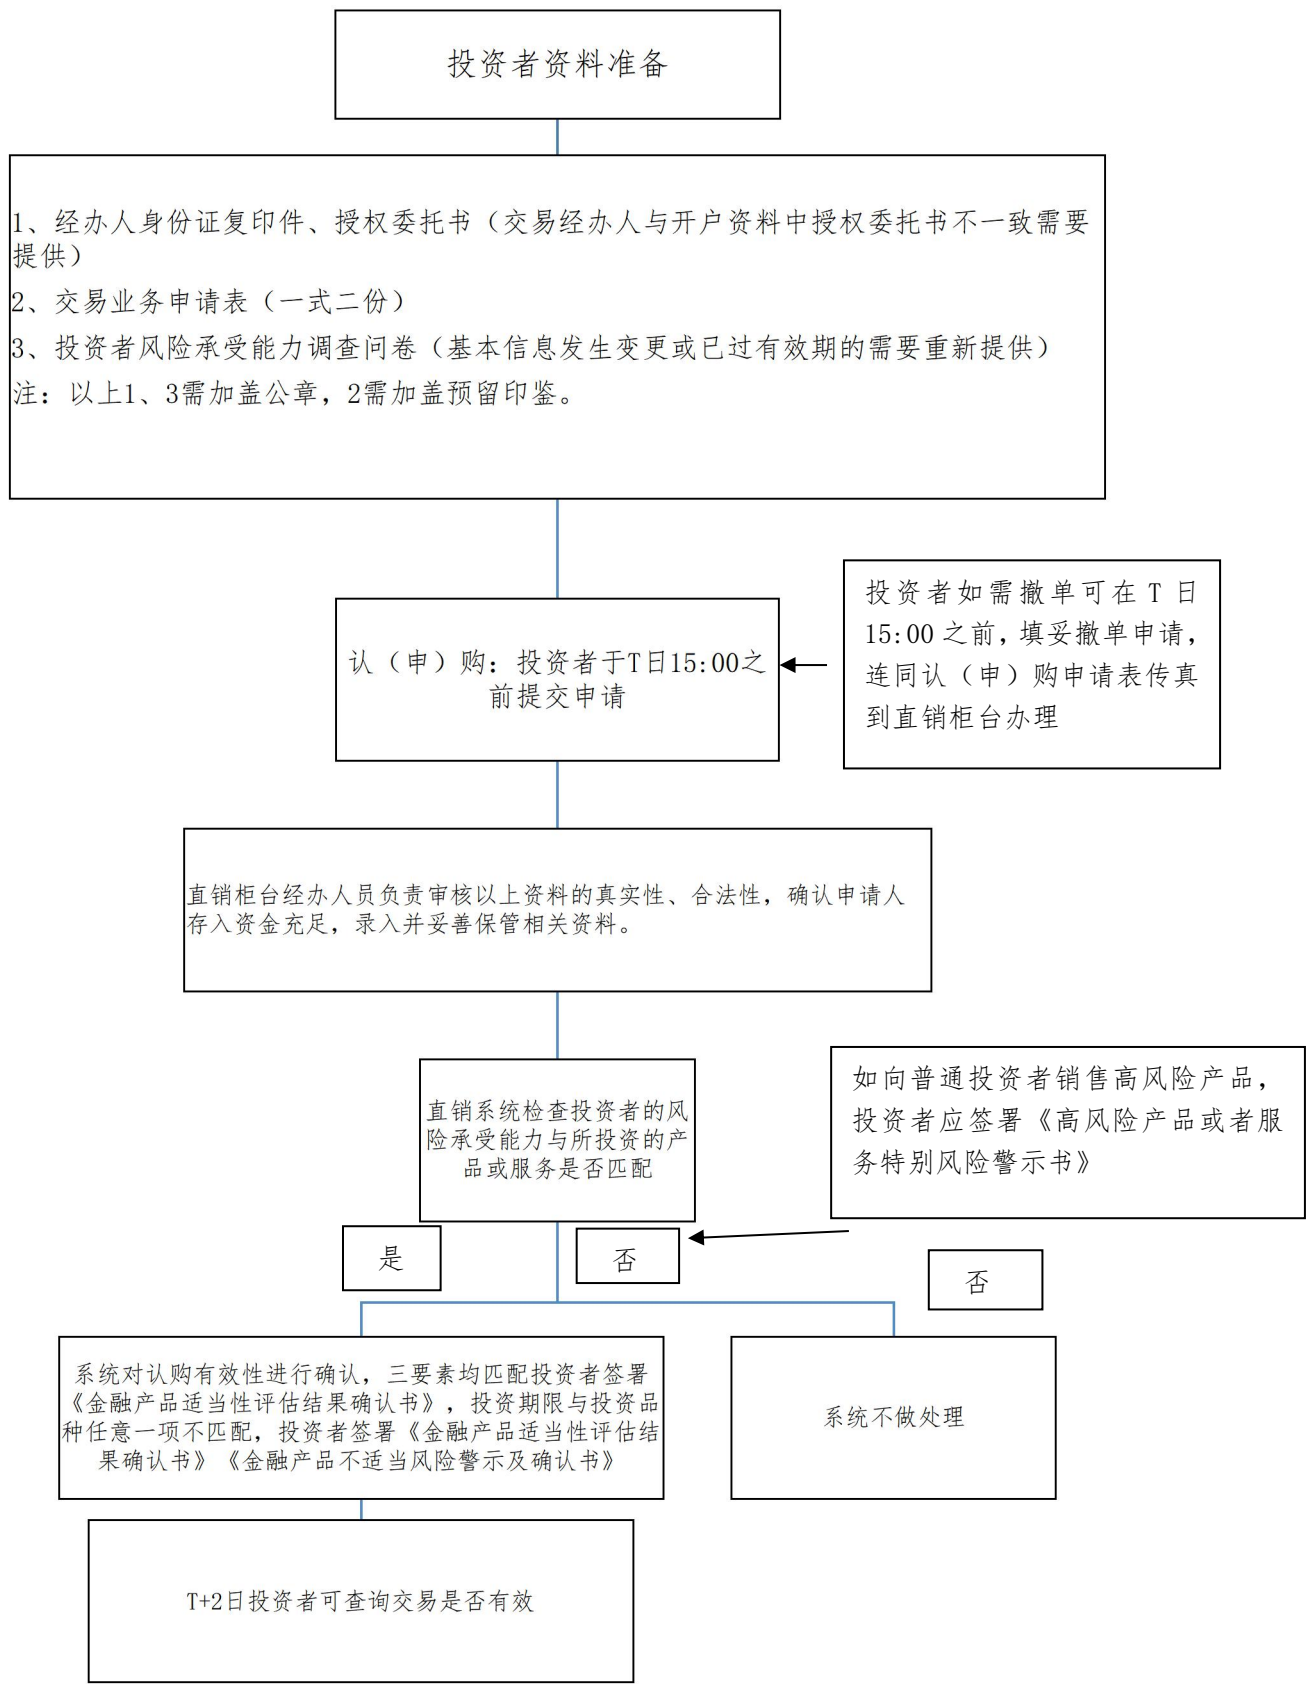 投资者资料准备
1、经办人身份证复印件、授权委托书（交易经办人与开户资料中授权委托书不一致需要
提供）
2、交易业务申请表（一式二份）
3、投资者风险承受能力调查问卷（基本信息发生变更或已过有效期的需要重新提供）
注：以上1、3需加盖公章，2需加盖预留印鉴。
认（申）购：投资者于T日15:00之
前提交申请
投资者如需撤单可在 T 日
15:00 之前，填妥撤单申请，
连同认（申）购申请表传真
到直销柜台办理
直销柜台经办人员负责审核以上资料的真实性、合法性，确认申请人
存入资金充足，录入并妥善保管相关资料。
直销系统检查投资者的风
险承受能力与所投资的产
品或服务是否匹配
如向普通投资者销售高风险产品，
投资者应签署《高风险产品或者服
务特别风险警示书》
是
否
否
系统对认购有效性进行确认，三要素均匹配投资者签署
《金融产品适当性评估结果确认书》，投资期限与投资品
种任意一项不匹配，投资者签署《金融产品适当性评估结
果确认书》《金融产品不适当风险警示及确认书》
系统不做处理
T+2日投资者可查询交易是否有效